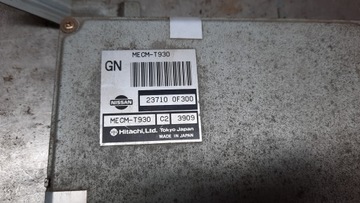 MECM-T930
GN
NISSAN
23710 0F300
MECM-T930 C2 3909
Hitachi, Ltd. Tokyo Japan
MADE IN JAPAN